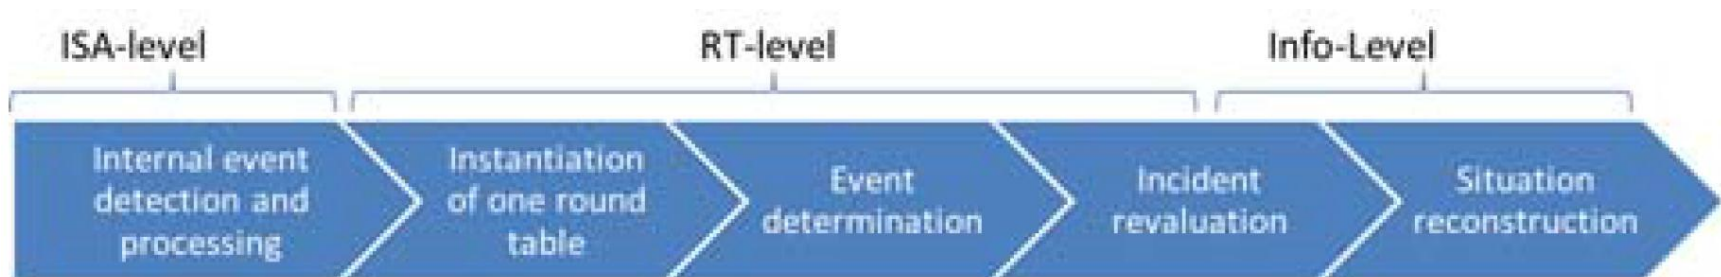 ISA-level
RT-level
Info-Level
Internal event
detection and
processing
Instantiation
of one round
table
Event
determination
Incident
revaluation
Situation
reconstruction